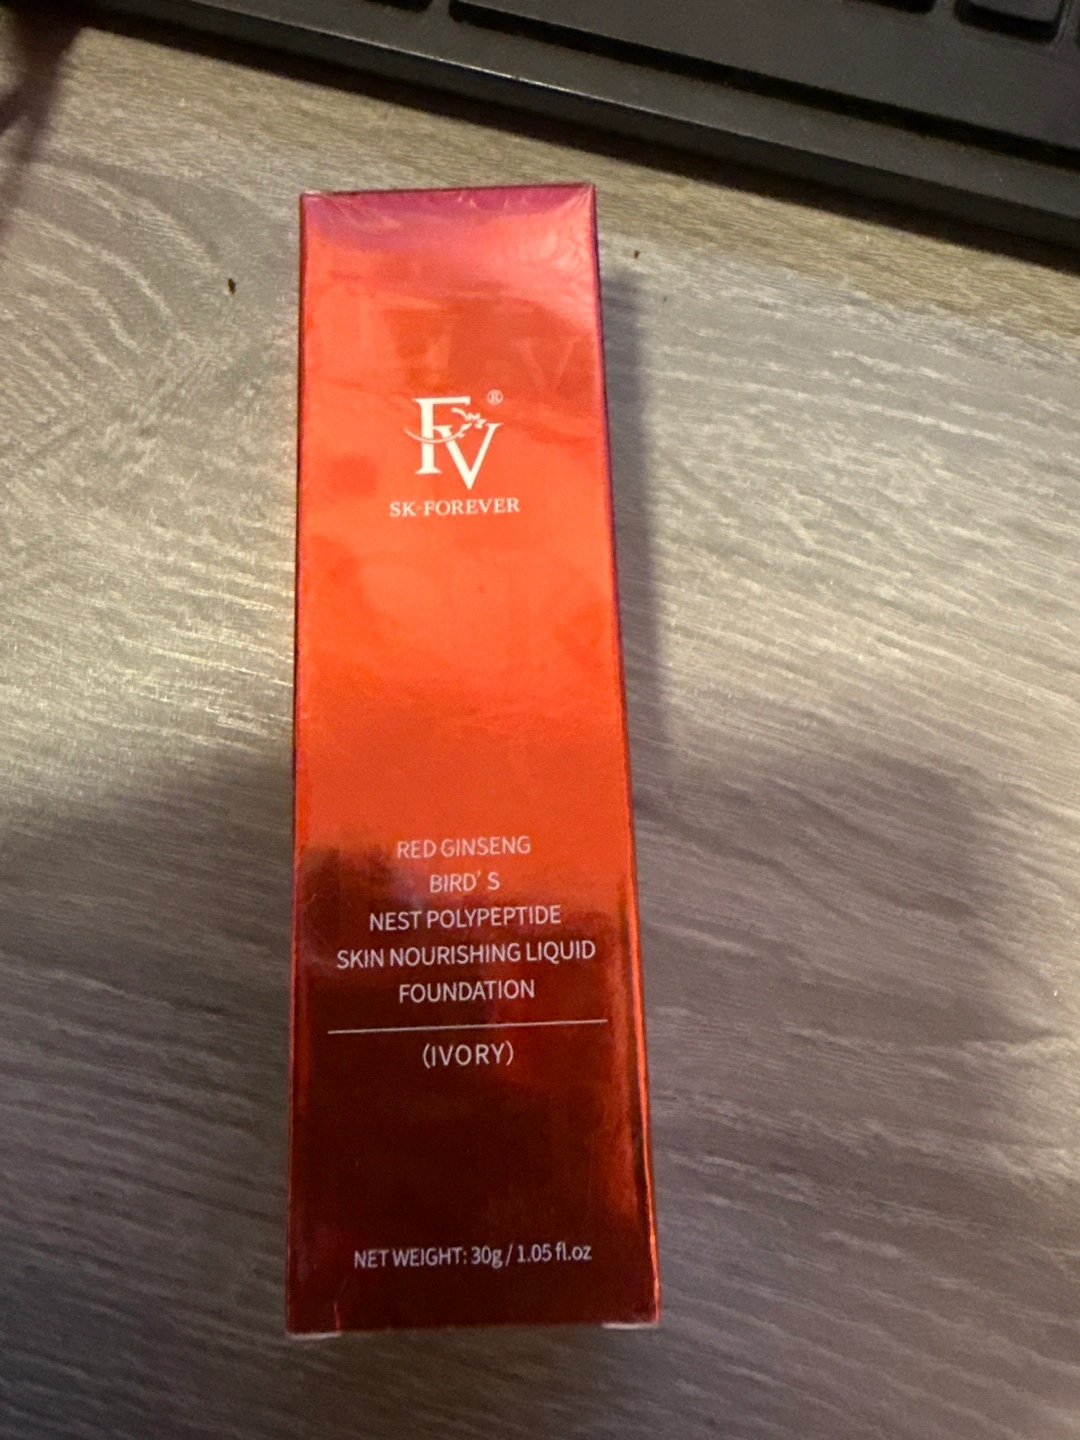 FV®
SK-FOREVER
RED GINSENG
BIRD'S
NEST POLYPEPTIDE
SKIN NOURISHING LIQUID
FOUNDATION
(IVORY)
NET WEIGHT: 30g / 1.05 fl.oz